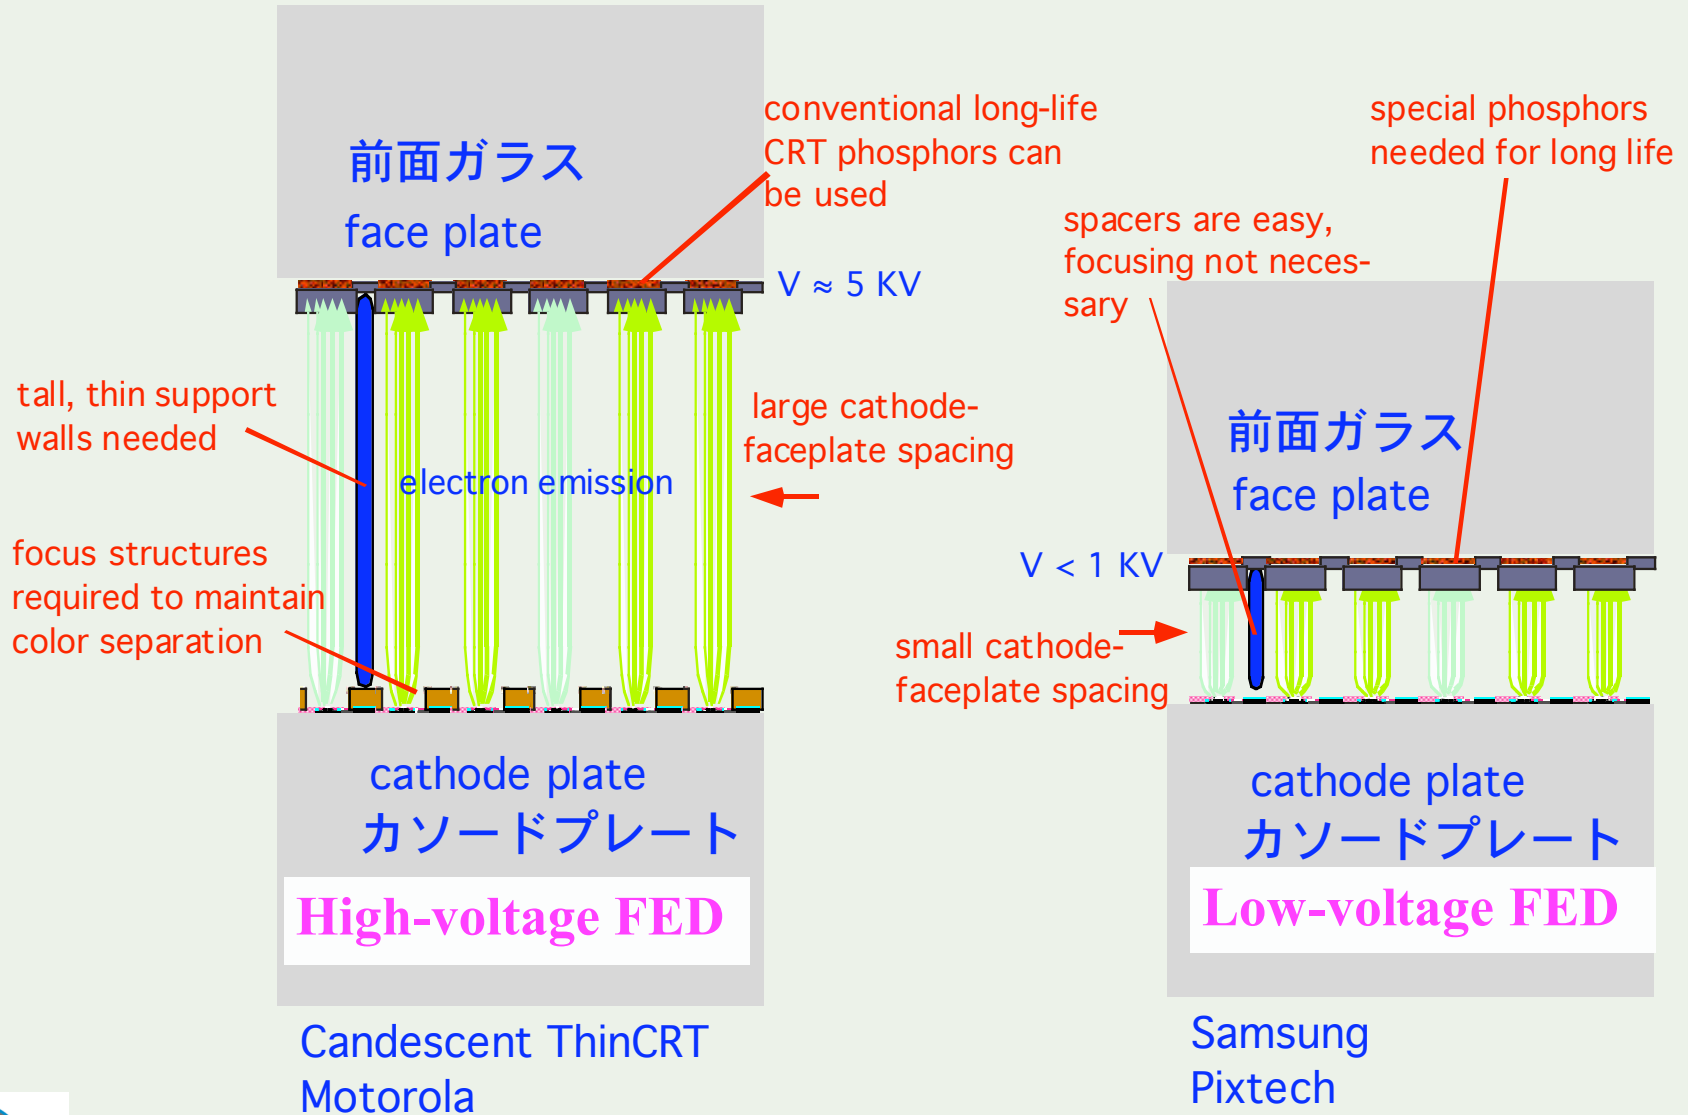 前面ガラス
face plate
conventional long-life
CRT phosphors can
be used
V ≈ 5 KV
tall, thin support
walls needed
electron emission
large cathode-
faceplate spacing
focus structures
required to maintain
color separation
cathode plate
カソードプレート
High-voltage FED
Candescent ThinCRT
Motorola
special phosphors
needed for long life
spacers are easy,
focusing not neces-
sary
前面ガラス
face plate
V < 1 KV
small cathode-
faceplate spacing
cathode plate
カソードプレート
Low-voltage FED
Samsung
Pixtech